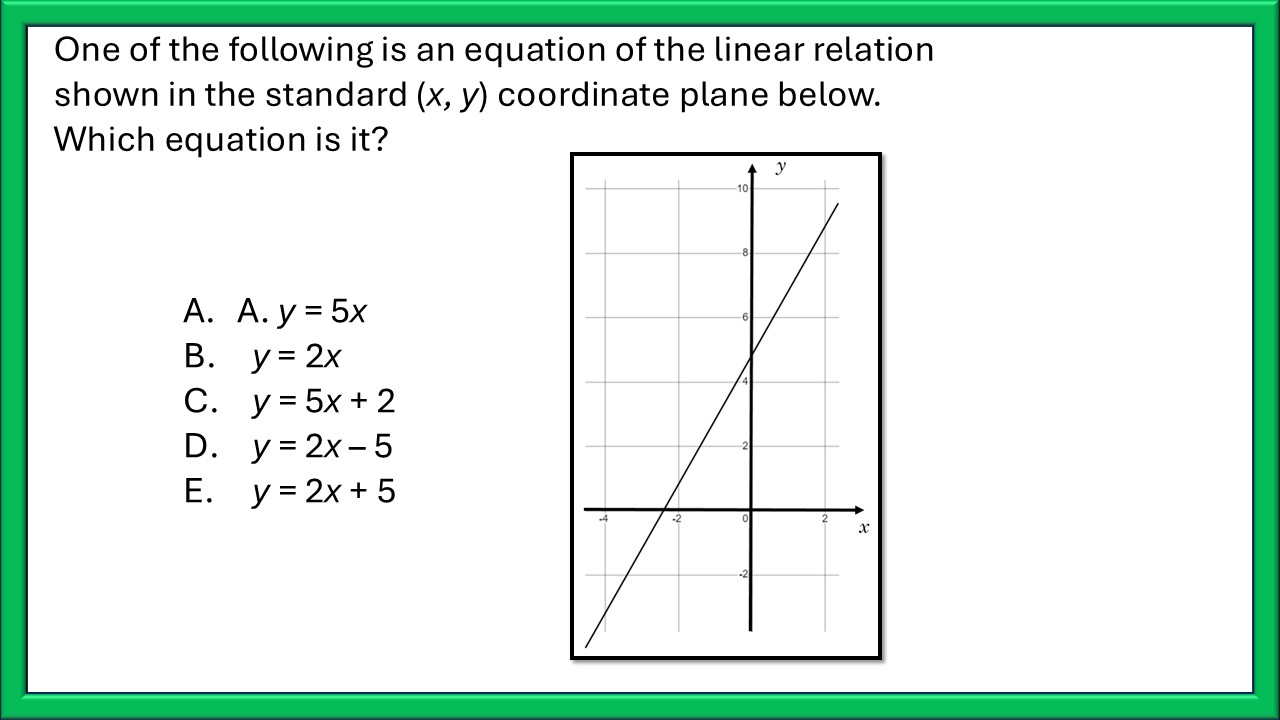 One of the following is an equation of the linear relation
shown in the standard (x, y) coordinate plane below.
Which equation is it?
A. A. y = 5x
B. y = 2x
C. y = 5x + 2
D. y = 2x – 5
E. y = 2x + 5
y
10
8
6
4
2
-4 -2 0 2
x
-2